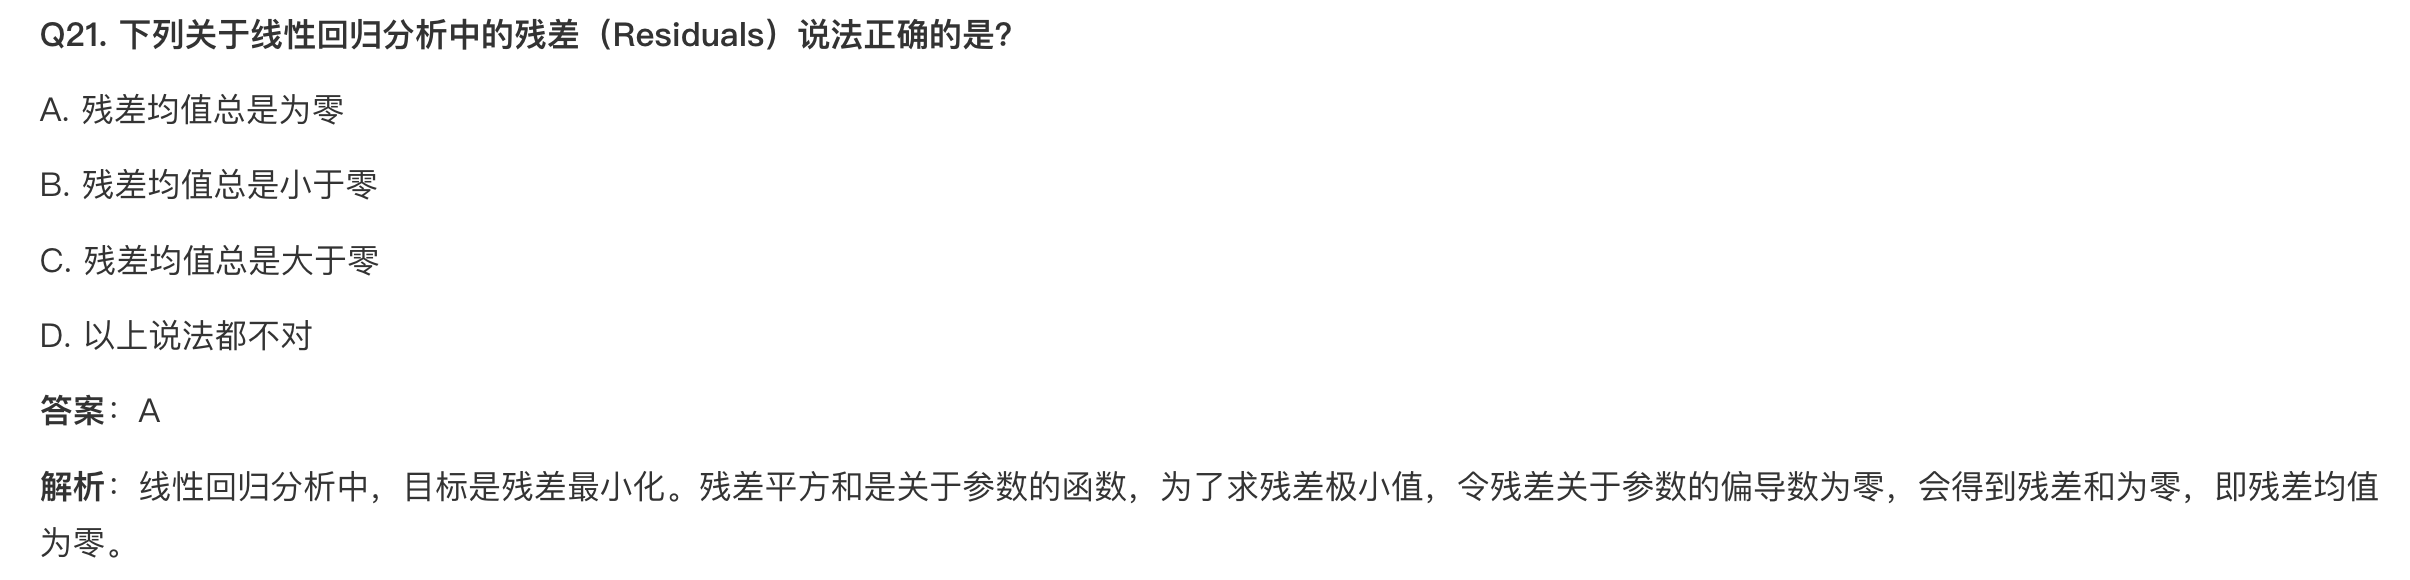 Q21. 下列关于线性回归分析中的残差（Residuals）说法正确的是？
A. 残差均值总是为零
B. 残差均值总是小于零
C. 残差均值总是大于零
D. 以上说法都不对
答案：A
解析：线性回归分析中，目标是残差最小化。残差平方和是关于参数的函数，为了求残差极小值，令残差关于参数的偏导数为零，会得到残差和为零，即残差均值
为零。